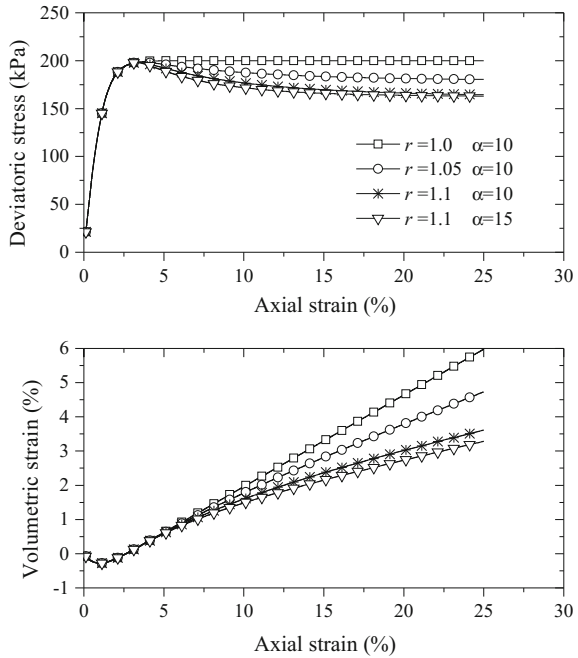 250
200
150
100
50
0
Deviatoric stress (kPa)
r =1.0 α=10
r =1.05 α=10
r =1.1 α=10
r =1.1 α=15
0 5 10 15 20 25 30
Axial strain (%)
6
5
4
3
2
1
0
-1
Volumetric strain (%)
0 5 10 15 20 25 30
Axial strain (%)